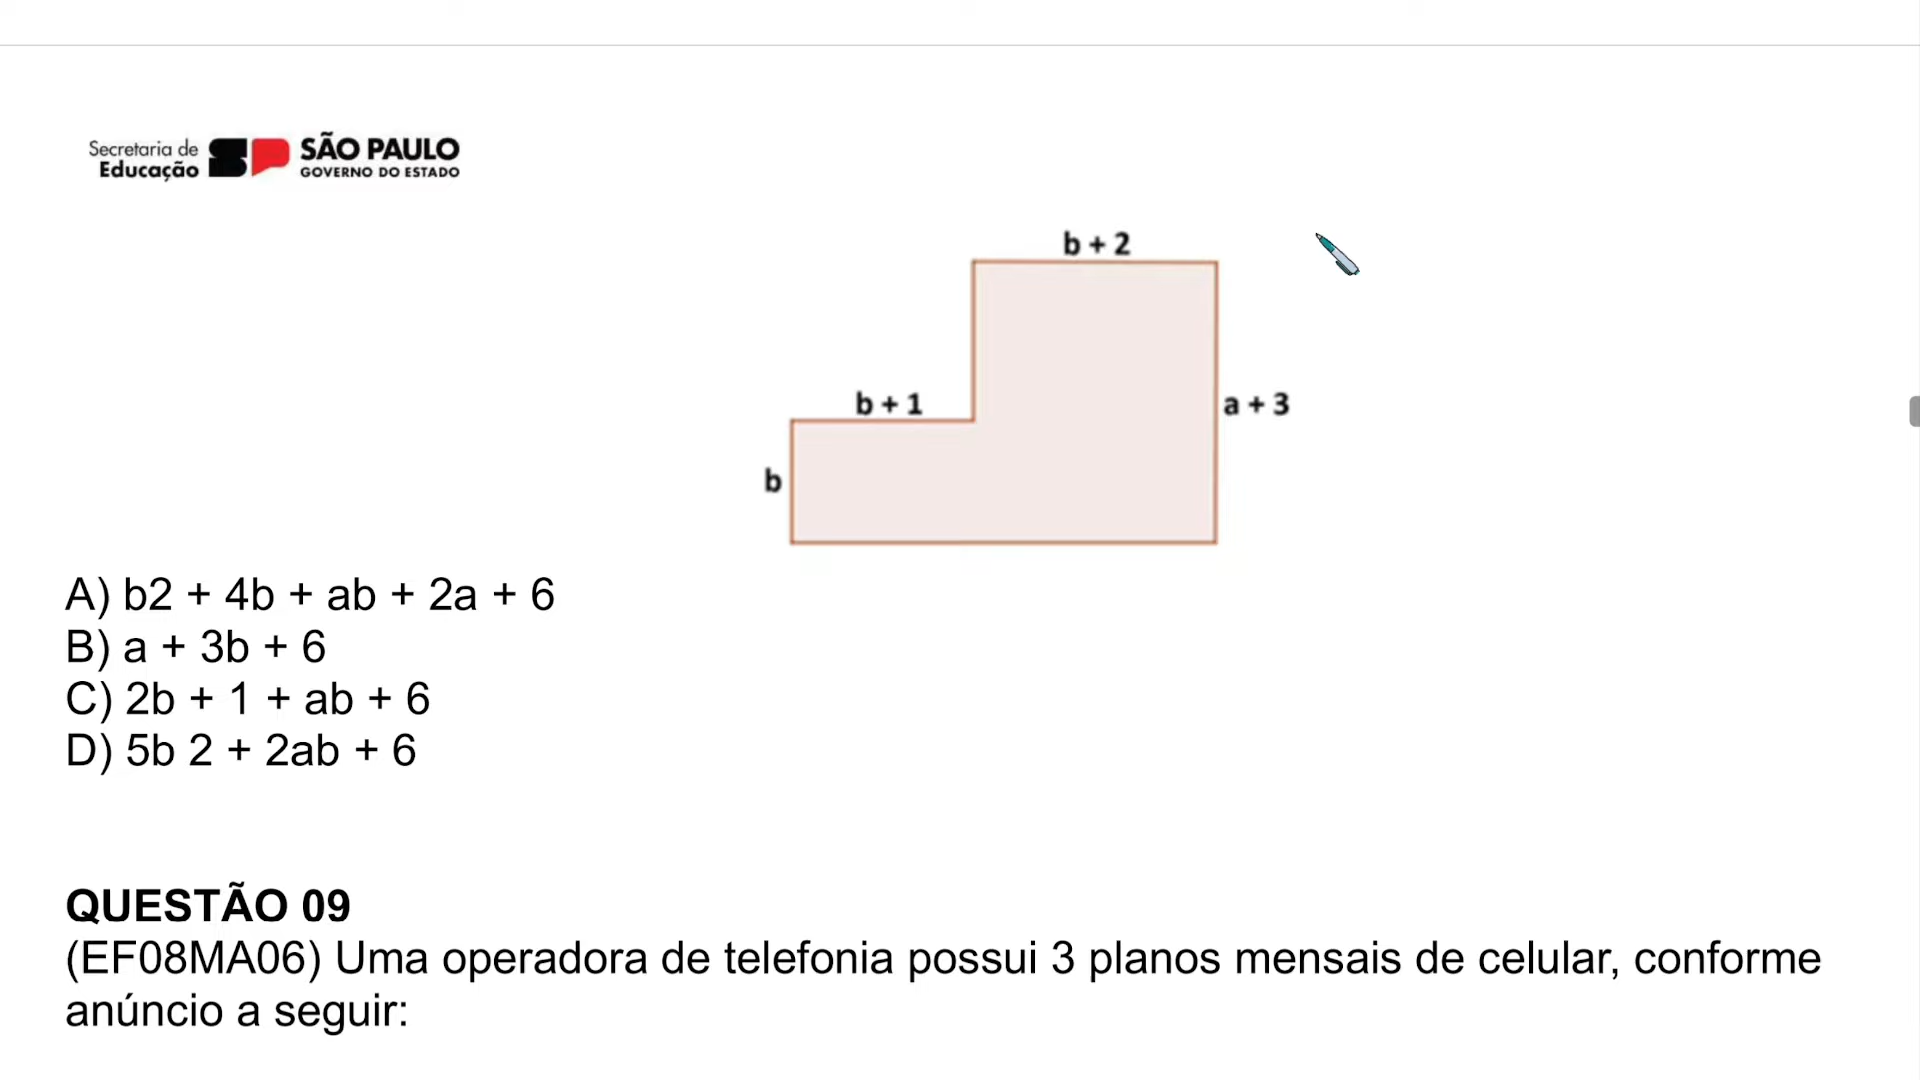 Secretaria de
Educação
SÃO PAULO
GOVERNO DO ESTADO
b + 2
b + 1
a + 3
b
A) b2 + 4b + ab + 2a + 6
B) a + 3b + 6
C) 2b + 1 + ab + 6
D) 5b 2 + 2ab + 6
QUESTÃO 09
(EF08MA06) Uma operadora de telefonia possui 3 planos mensais de celular, conforme
anúncio a seguir: